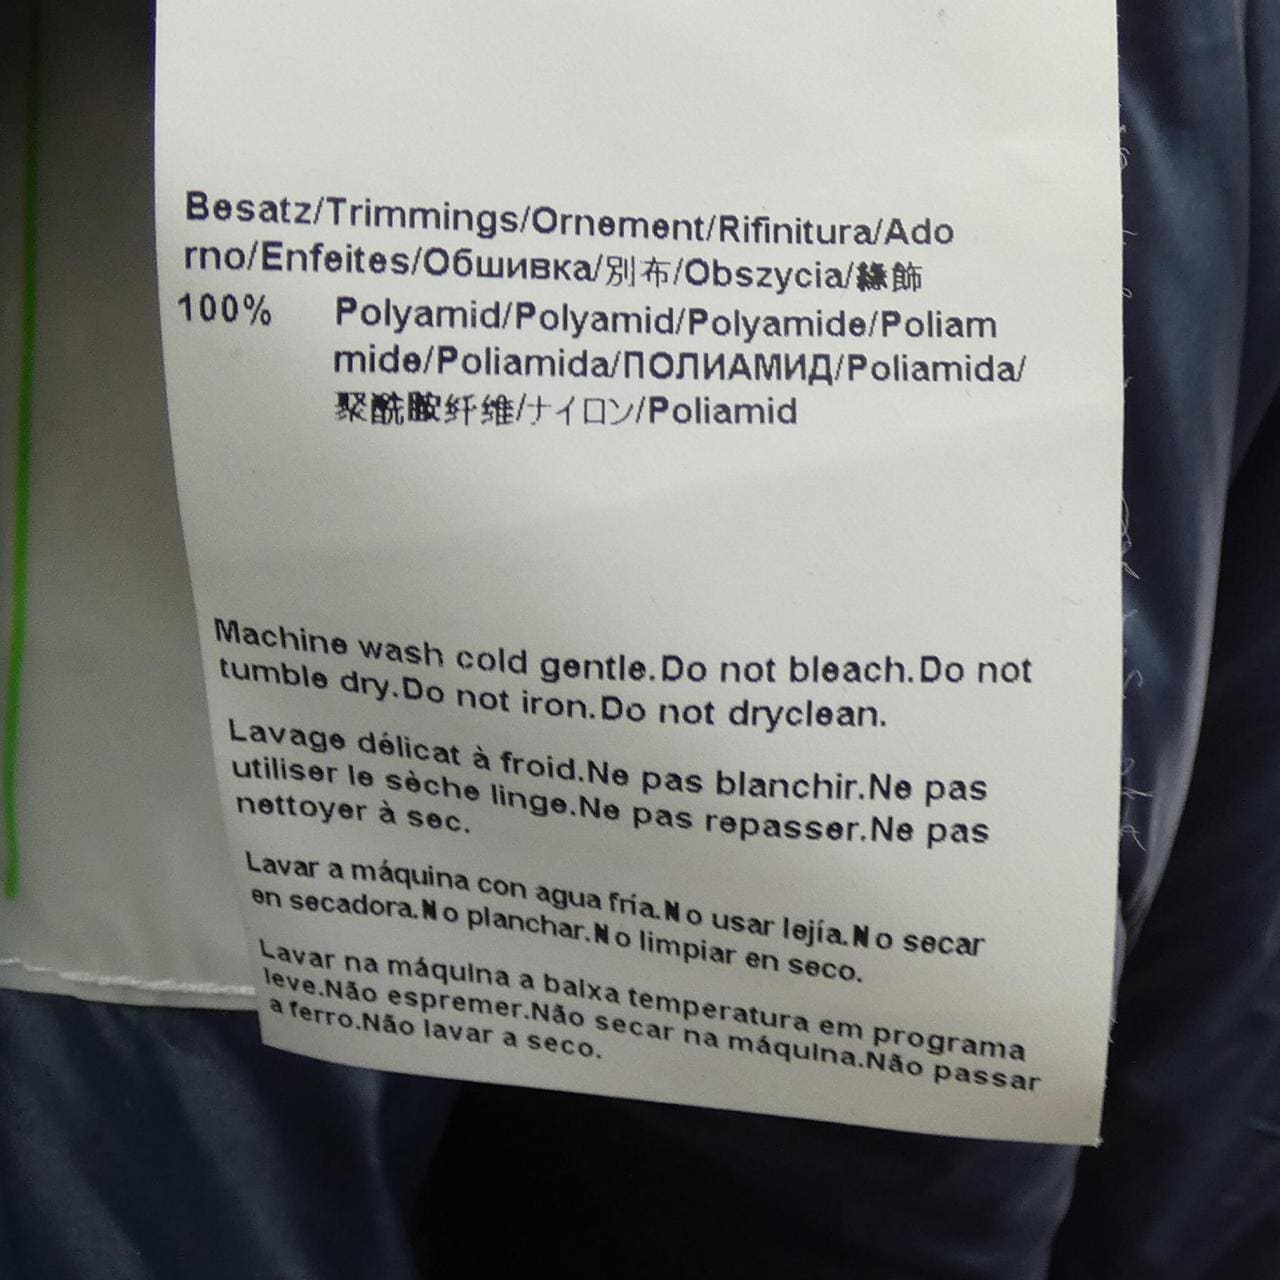 Besatz/Trimmings/Ornement/Rifinitura/Ado
rno/Enfeites/Обшивка/別布/Obszycia/緣飾
100% Polyamid/Polyamid/Polyamide/Poliam
mide/Poliamida/ПОЛИАМИД/Poliamida/
聚酰胺纤维/ナイロン/Poliamid
Machine wash cold gentle.Do not bleach.Do not
tumble dry.Do not iron.Do not dryclean.
Lavage délicat à froid.Ne pas blanchir.Ne pas
utiliser le sèche linge.Ne pas repasser.Ne pas
nettoyer à sec.
Lavar a máquina con agua fría.No usar lejía.No secar
en secadora.No planchar.No limpiar en seco.
Lavar na máquina a baixa temperatura em programa
leve.Não espremer.Não secar na máquina.Não passar
a ferro.Não lavar a seco.